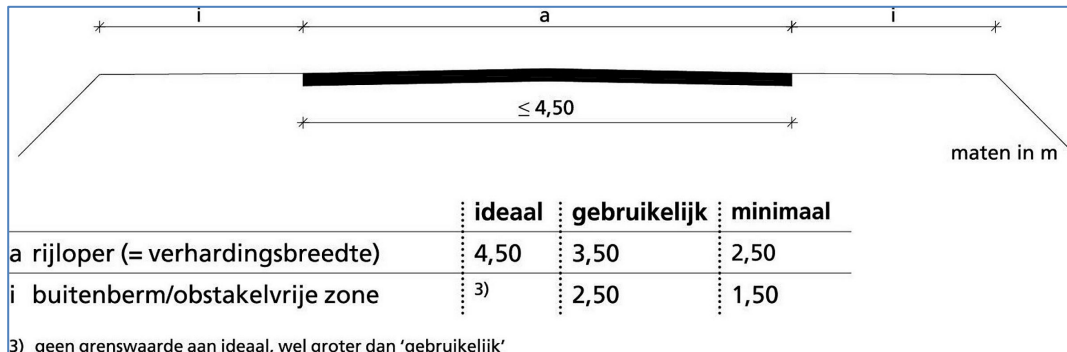 i a i
≤ 4,50
maten in m
ideaal gebruikelijk minimaal
a rijloper (= verhardingsbreedte) 4,50 3,50 2,50
i buitenberm/obstakelvrije zone 3) 2,50 1,50
3) geen grenswaarde aan ideaal, wel groter dan ‘gebruikelijk’